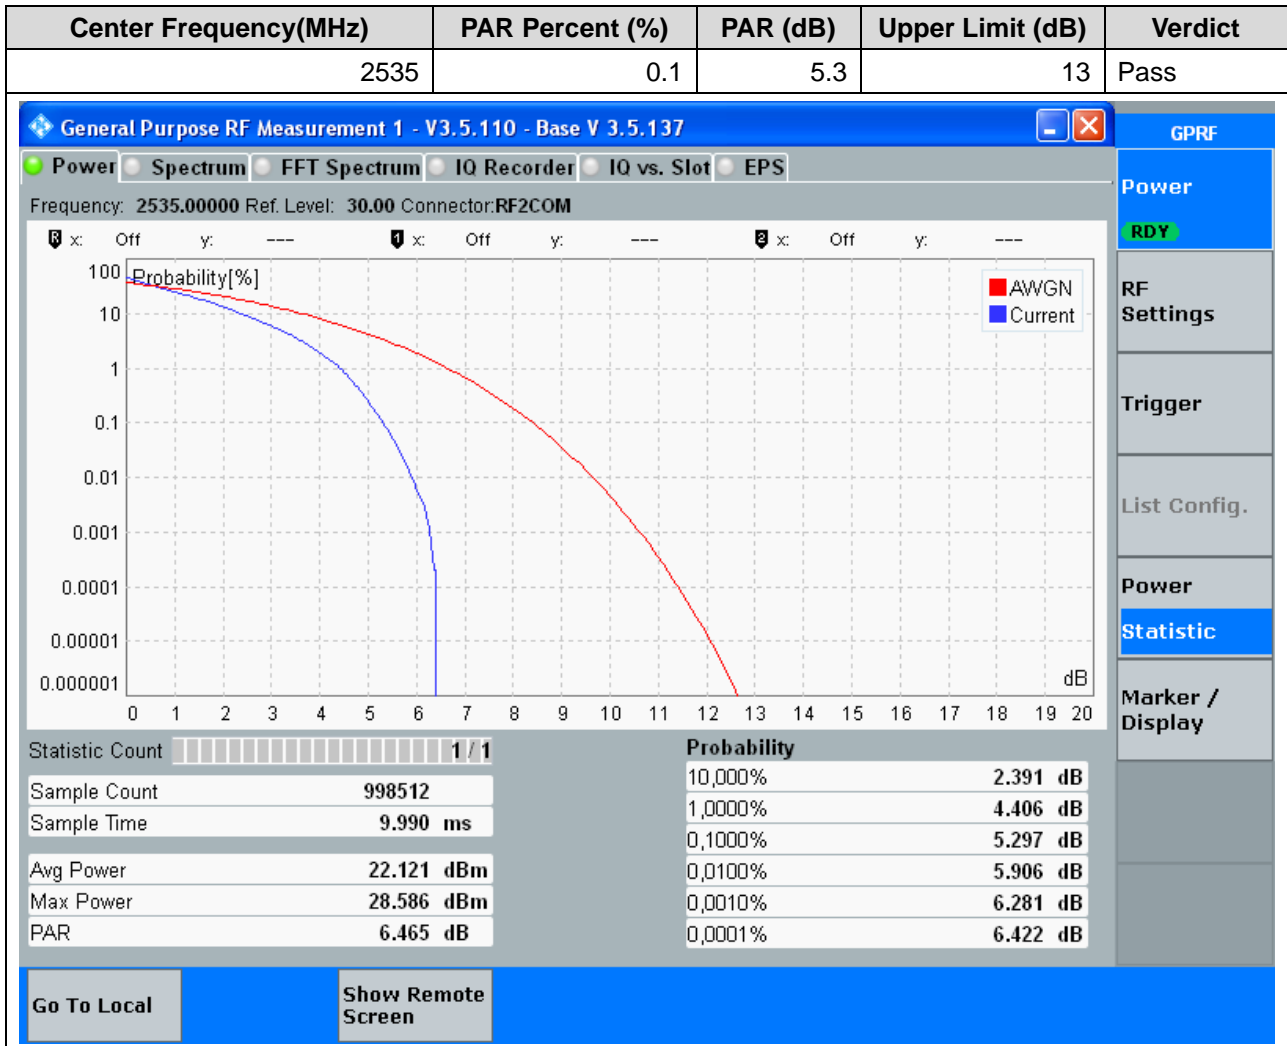 Center Frequency(MHz) PAR Percent (%) PAR (dB) Upper Limit (dB) Verdict
2535 0.1 5.3 13 Pass
General Purpose RF Measurement 1 - V3.5.110 - Base V 3.5.137
GPRF
Power Spectrum FFT Spectrum IQ Recorder IQ vs. Slot EPS
Frequency: 2535.00000 Ref. Level: 30.00 Connector:RF2COM
R x: Off y: --- 1 x: Off y: --- 2 x: Off y: ---
Probability[%]
100
10
1
0.1
0.01
0.001
0.0001
0.00001
0.000001
AWGN
Current
dB
0 1 2 3 4 5 6 7 8 9 10 11 12 13 14 15 16 17 18 19 20
Statistic Count 1 / 1
Sample Count 998512
Sample Time 9.990 ms
Avg Power 22.121 dBm
Max Power 28.586 dBm
PAR 6.465 dB
Probability
10,000% 2.391 dB
1,0000% 4.406 dB
0,1000% 5.297 dB
0,0100% 5.906 dB
0,0010% 6.281 dB
0,0001% 6.422 dB
Power
RDY
RF
Settings
Trigger
List Config.
Power
Statistic
Marker /
Display
Go To Local
Show Remote
Screen